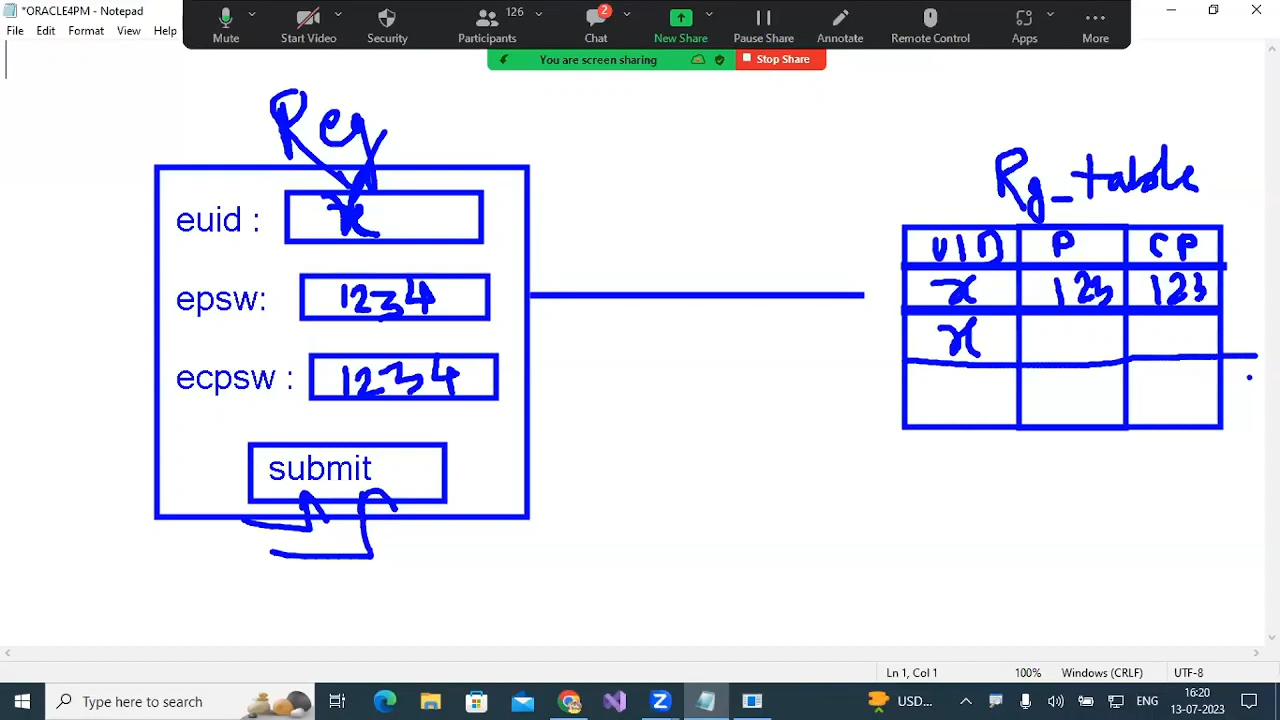 *ORACLE4PM - Notepad
File Edit Format View Help
Mute Start Video Security 126 Participants 2 Chat New Share Pause Share Annotate Remote Control Apps More
You are screen sharing Stop Share
Reg
Rg_table
euid : x
UID P CP
x 123 123
epsw: 1234
x
ecpsw : 1234
submit
Ln 1, Col 1 100% Windows (CRLF) UTF-8
Type here to search USD... ENG 16:20
13-07-2023